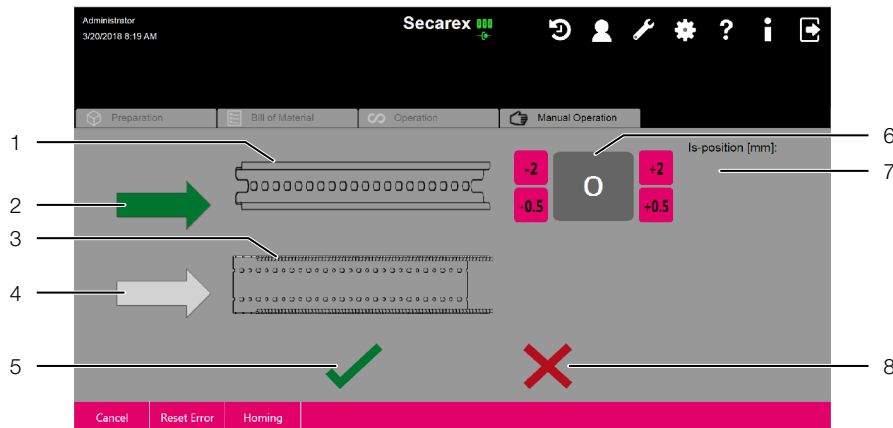 Administrator
3/20/2018 8:19 AM
Secarex
?
i
Preparation
Bill of Material
Operation
Manual Operation
1
2
3
4
5
6
7
8
Is-position [mm]:
-2
+2
0
-0.5
+0.5
Cancel
Reset Error
Homing